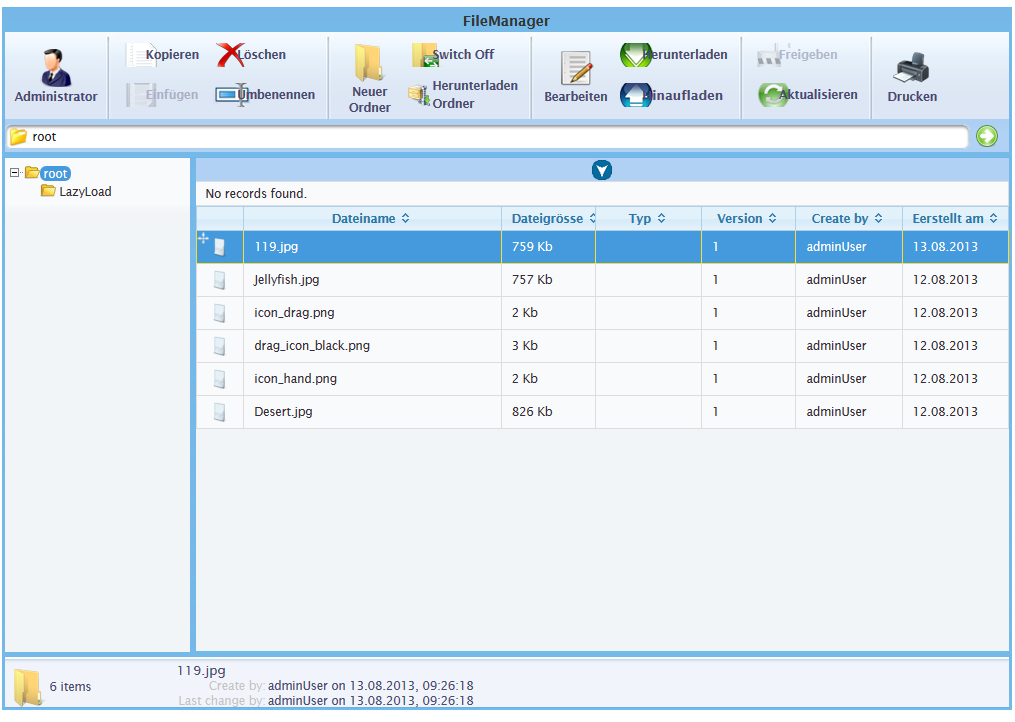 FileManager
Administrator
Kopieren
Löschen
Einfügen
Umbenennen
Neuer
Ordner
Switch Off
Herunterladen
Ordner
Bearbeiten
Herunterladen
Hinaufladen
Freigeben
Aktualisieren
Drucken
root
root
LazyLoad
No records found.
Dateiname Dateigrösse Typ Version Create by Eerstellt am
119.jpg 759 Kb 1 adminUser 13.08.2013
Jellyfish.jpg 757 Kb 1 adminUser 12.08.2013
icon_drag.png 2 Kb 1 adminUser 12.08.2013
drag_icon_black.png 3 Kb 1 adminUser 12.08.2013
icon_hand.png 2 Kb 1 adminUser 12.08.2013
Desert.jpg 826 Kb 1 adminUser 12.08.2013
6 items
119.jpg
Create by: adminUser on 13.08.2013, 09:26:18
Last change by: adminUser on 13.08.2013, 09:26:18